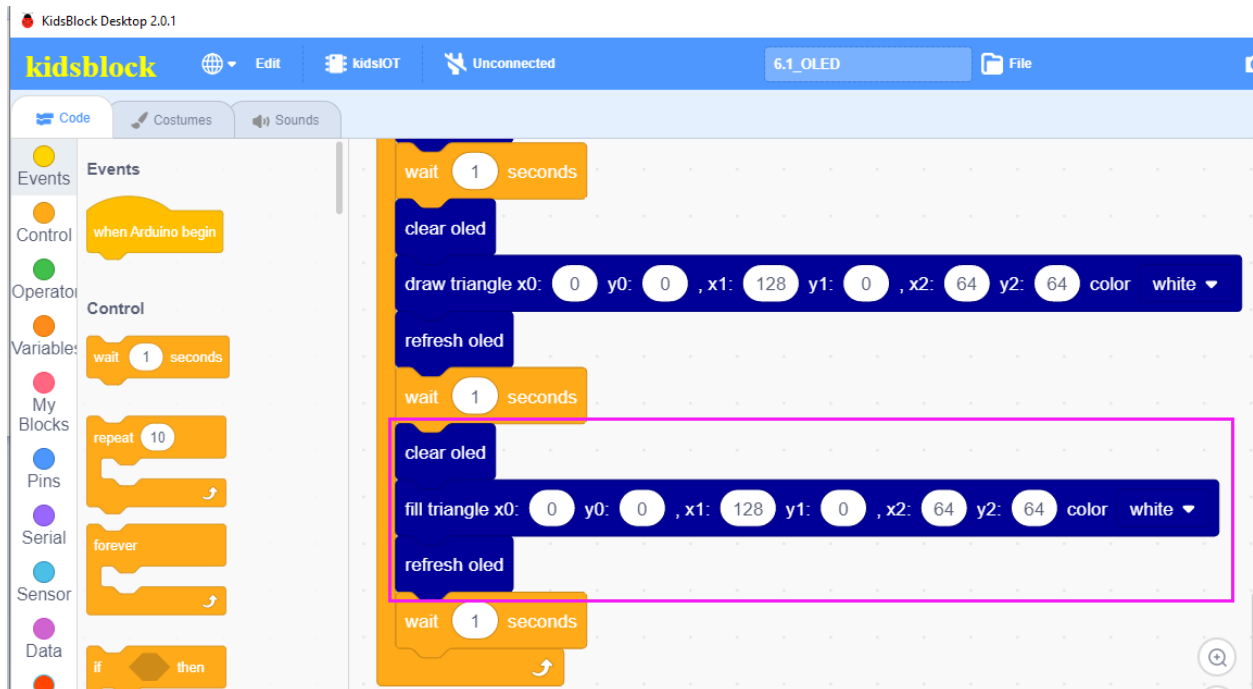 KidsBlock Desktop 2.0.1
kidsblock Edit kidsIOT Unconnected 6.1_OLED File
Code Costumes Sounds
Events
Control
Operator
Variables
My
Blocks
Pins
Serial
Sensor
Data
Events
when Arduino begin
Control
wait 1 seconds
repeat 10
forever
if then
wait 1 seconds
clear oled
draw triangle x0: 0 y0: 0 , x1: 128 y1: 0 , x2: 64 y2: 64 color white
refresh oled
wait 1 seconds
clear oled
fill triangle x0: 0 y0: 0 , x1: 128 y1: 0 , x2: 64 y2: 64 color white
refresh oled
wait 1 seconds